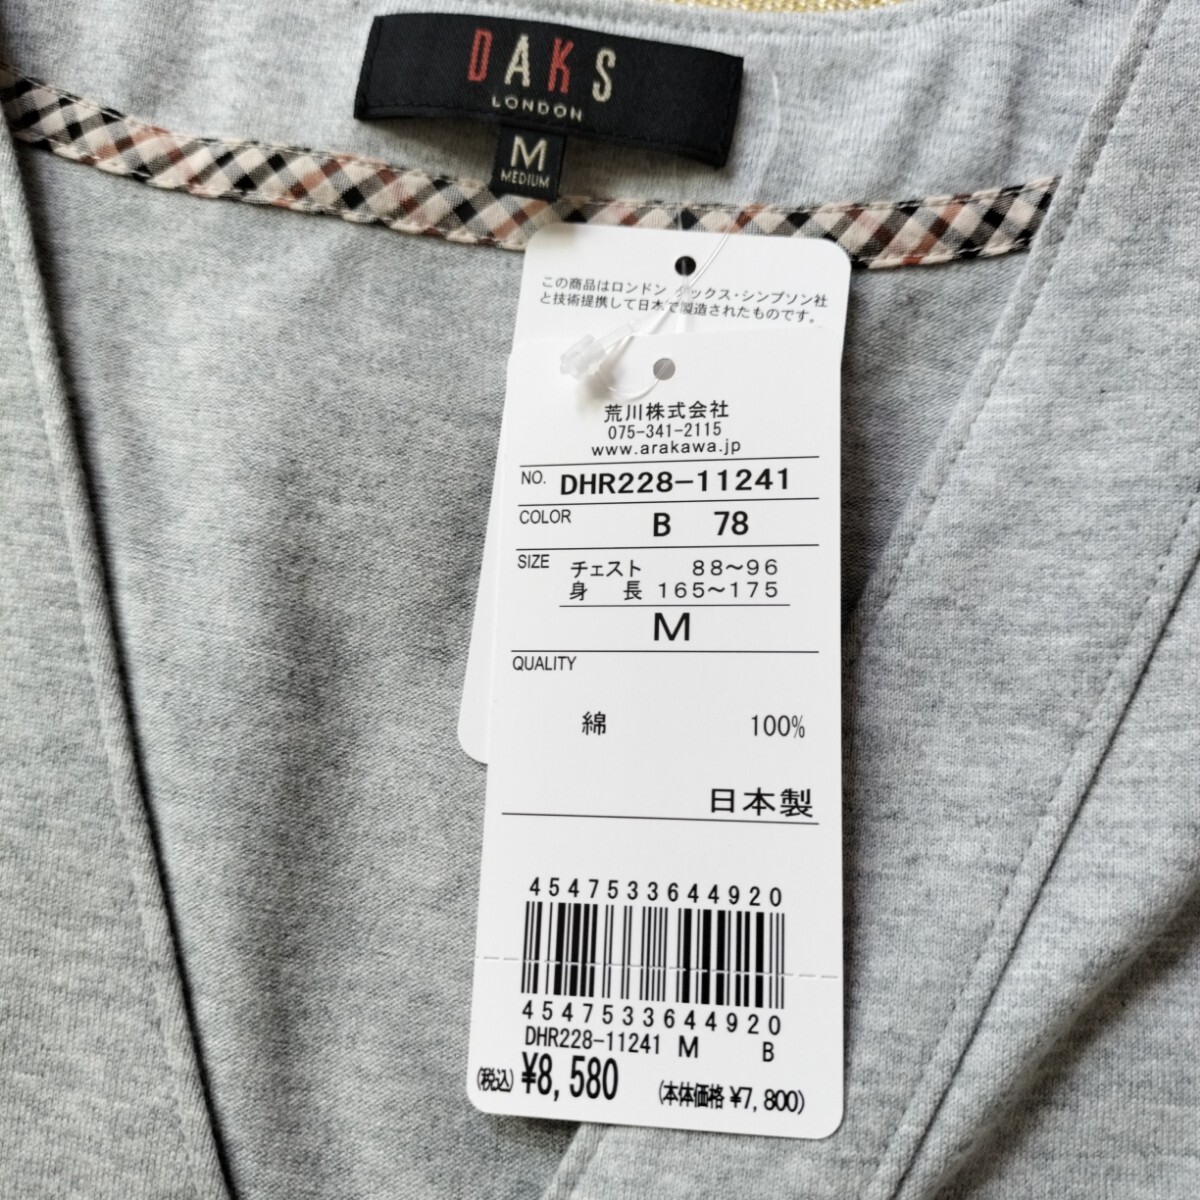 DAKS
LONDON
M
MEDIUM
この商品はロンドン ダックス・シンプソン社
と技術提携して日本で製造されたものです。
荒川株式会社
075-341-2115
www.arakawa.jp
NO. DHR228-11241
COLOR B 78
SIZE チェスト 88～96
身 長 165～175
M
QUALITY
綿 100%
日本製
4547533644920
4547533644920
DHR228-11241 M B
(税込) ¥8,580 (本体価格 ¥7,800)